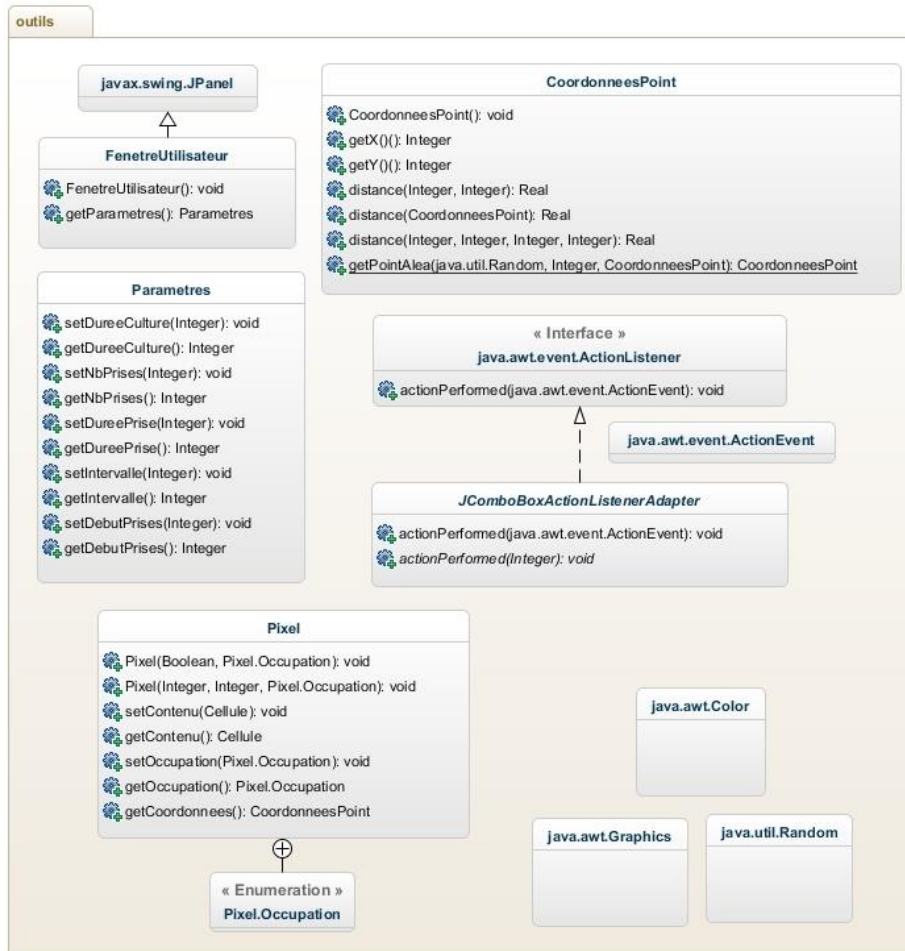 outils
javax.swing.JPanel
FenetreUtilisateur
FenetreUtilisateur(): void
getParametres(): Parametres
CoordonneesPoint
CoordonneesPoint(): void
getX()(): Integer
getY()(): Integer
distance(Integer, Integer): Real
distance(CoordonneesPoint): Real
distance(Integer, Integer, Integer, Integer): Real
getPointAlea(java.util.Random, Integer, CoordonneesPoint): CoordonneesPoint
Parametres
setDureeCulture(Integer): void
getDureeCulture(): Integer
setNbPrises(Integer): void
getNbPrises(): Integer
setDureePrise(Integer): void
getDureePrise(): Integer
setIntervalle(Integer): void
getIntervalle(): Integer
setDebutPrises(Integer): void
getDebutPrises(): Integer
« Interface »
java.awt.event.ActionListener
actionPerformed(java.awt.event.ActionEvent): void
java.awt.event.ActionEvent
JComboBoxActionListenerAdapter
actionPerformed(java.awt.event.ActionEvent): void
actionPerformed(Integer): void
Pixel
Pixel(Boolean, Pixel.Occupation): void
Pixel(Integer, Integer, Pixel.Occupation): void
setContenu(Cellule): void
getContenu(): Cellule
setOccupation(Pixel.Occupation): void
getOccupation(): Pixel.Occupation
getCoordonnees(): CoordonneesPoint
« Enumeration »
Pixel.Occupation
java.awt.Color
java.awt.Graphics
java.util.Random